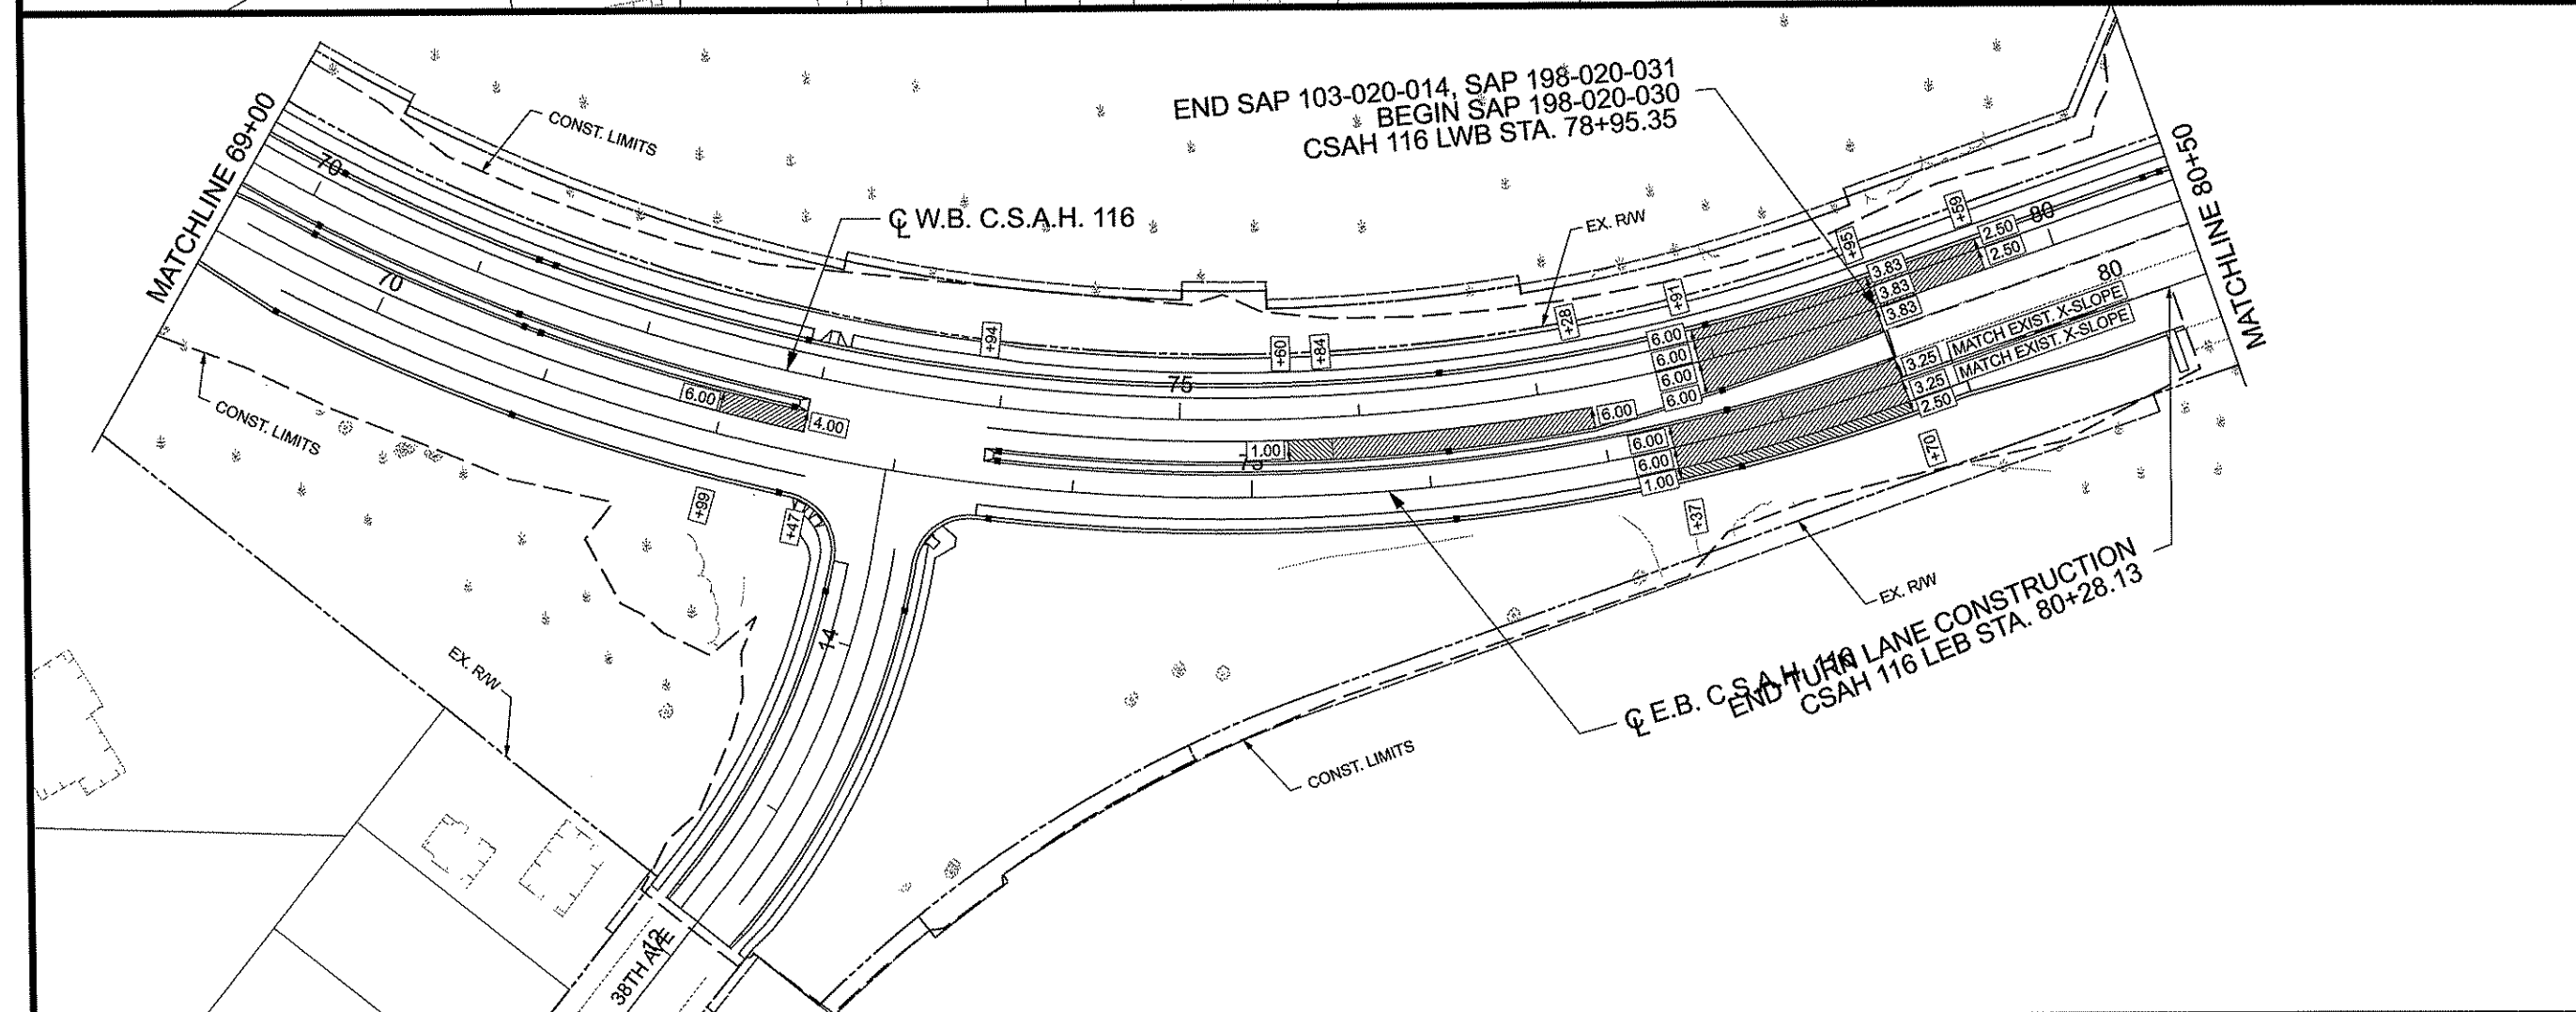 MATCHLINE 69+00
CONST. LIMITS
70
70
℄ W.B. C.S.A.H. 116
END SAP 103-020-014, SAP 198-020-031
BEGIN SAP 198-020-030
CSAH 116 LWB STA. 78+95.35
EX. R/W
+94
+60
+84
+28
+91
+95
+59
80
MATCHLINE 80+50
2.50
2.50
3.83
3.83
3.83
80
6.00
6.00
6.00
6.00
75
MATCH EXIST. X-SLOPE
MATCH EXIST. X-SLOPE
3.25
3.25
2.50
6.00
4.00
6.00
1.00
75
6.00
6.00
1.00
CONST. LIMITS
+99
+47
+37
+70
14
EX. R/W
EX. R/W
℄ E.B. C.S.A.H. 116
END TURN LANE CONSTRUCTION
CSAH 116 LEB STA. 80+28.13
CONST. LIMITS
12
38TH AVE